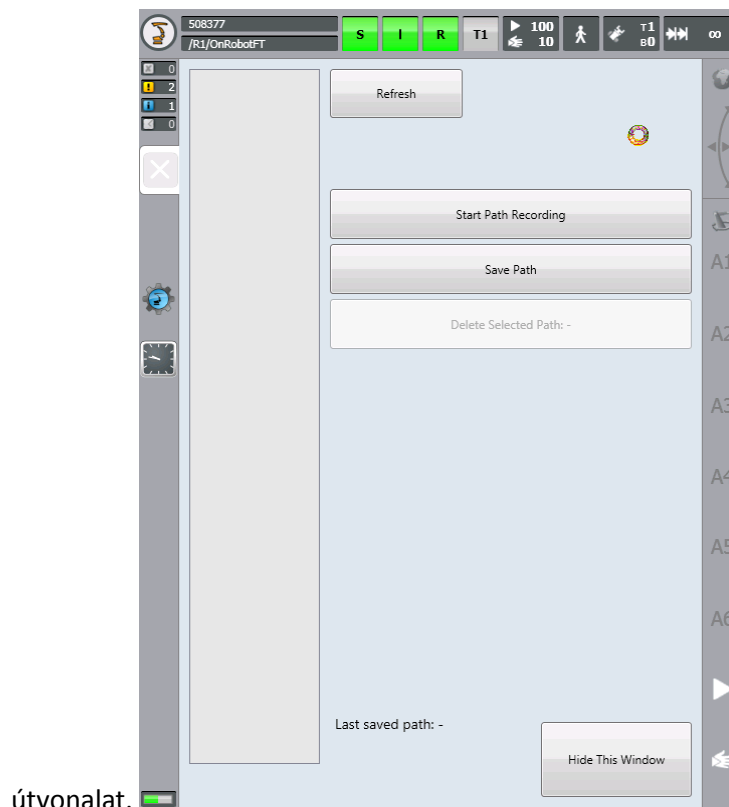 508377
/R1/OnRobotFT
S I R T1 100 10 T1 B0 ∞
0
2
1
0
Refresh
Start Path Recording
Save Path
Delete Selected Path: -
A1
A2
A3
A4
A5
A6
Last saved path: -
Hide This Window
útvonalat.